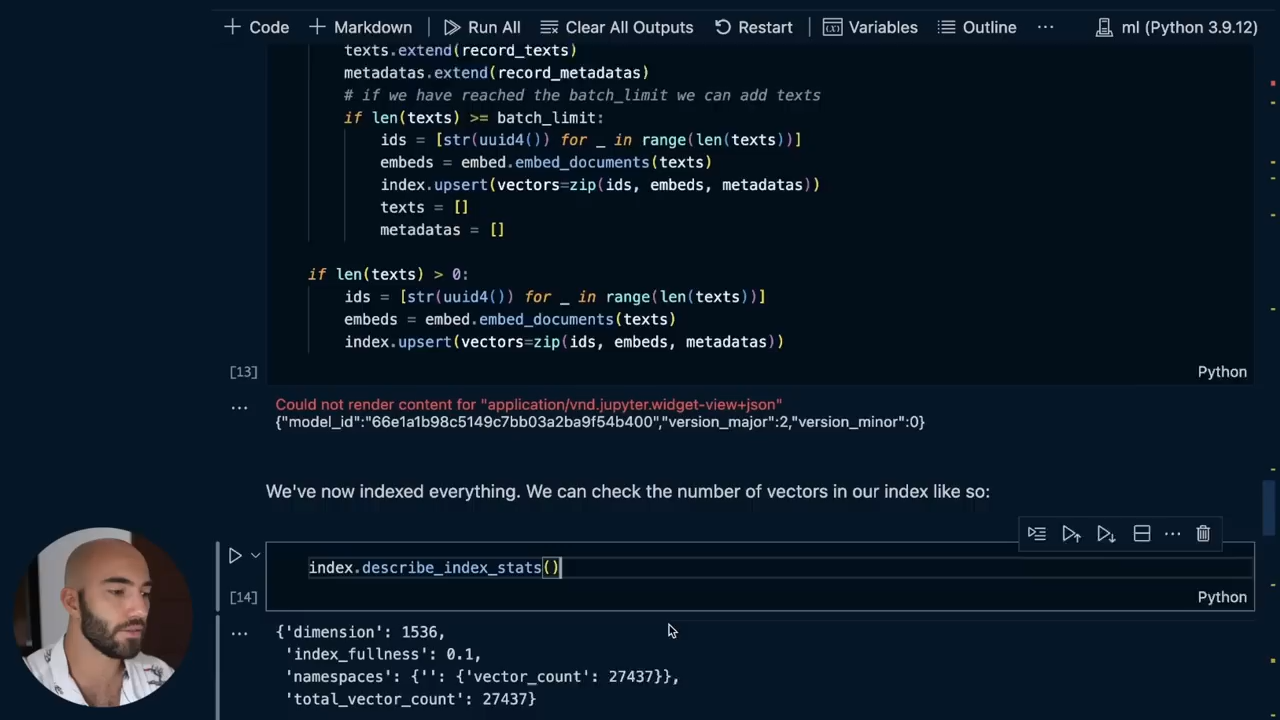 + Code + Markdown Run All Clear All Outputs Restart Variables Outline ... ml (Python 3.9.12)
texts.extend(record_texts)
metadatas.extend(record_metadatas)
# if we have reached the batch_limit we can add texts
if len(texts) >= batch_limit:
ids = [str(uuid4()) for _ in range(len(texts))]
embeds = embed.embed_documents(texts)
index.upsert(vectors=zip(ids, embeds, metadatas))
texts = []
metadatas = []
if len(texts) > 0:
ids = [str(uuid4()) for _ in range(len(texts))]
embeds = embed.embed_documents(texts)
index.upsert(vectors=zip(ids, embeds, metadatas))
[13] Python
... Could not render content for "application/vnd.jupyter.widget-view+json"
{"model_id":"66e1a1b98c5149c7bb03a2ba9f54b400","version_major":2,"version_minor":0}
We've now indexed everything. We can check the number of vectors in our index like so:
...
index.describe_index_stats()
[14] Python
... {'dimension': 1536,
'index_fullness': 0.1,
'namespaces': {'': {'vector_count': 27437}},
'total_vector_count': 27437}